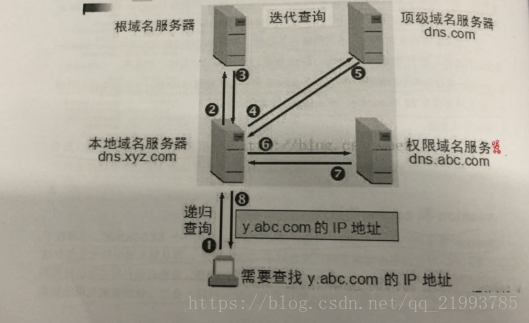 根域名服务器
迭代查询
顶级域名服务器
dns.com
❸
❷
❹
❺
本地域名服务器
dns.xyz.com
❻
❼
权限域名服务器
dns.abc.com
递归
查询
❶
❽
y.abc.com 的 IP 地址
需要查找 y.abc.com 的 IP 地址
https://blog.csdn.net/qq_21993785